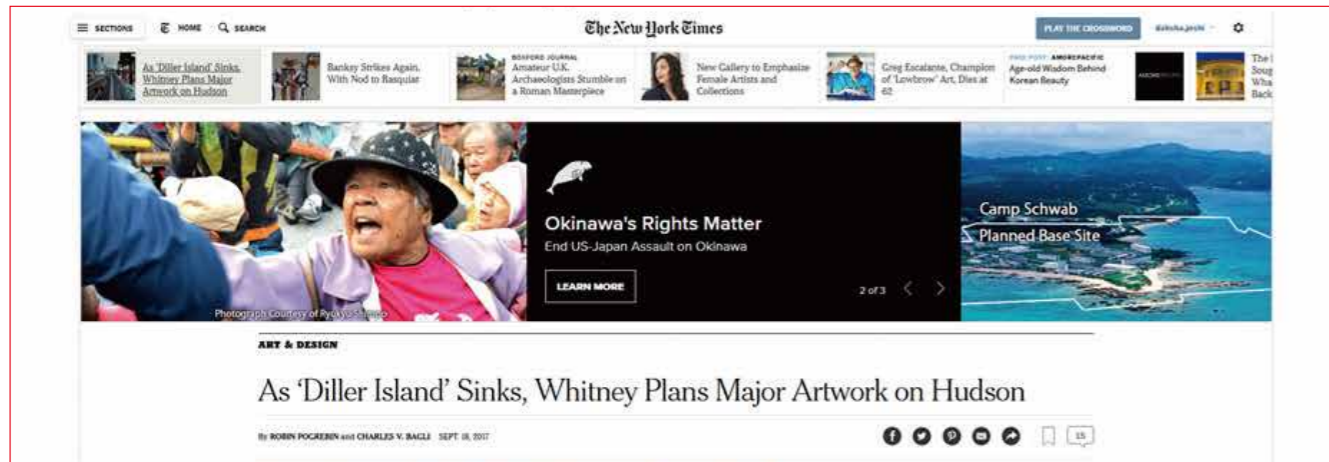 SECTIONS HOME SEARCH
The New York Times
PLAY THE CROSSWORD
As 'Diller Island' Sinks,
Whitney Plans Major
Artwork on Hudson
Banksy Strikes Again,
With Nod to Basquiat
BOXFORD JOURNAL
Amateur U.K.
Archaeologists Stumble on
a Roman Masterpiece
New Gallery to Emphasize
Female Artists and
Collections
Greg Escalante, Champion
of 'Lowbrow' Art, Dies at
62
PAID POST: AMOREPACIFIC
Age-old Wisdom Behind
Korean Beauty
AMOREPACIFIC
Okinawa's Rights Matter
End US-Japan Assault on Okinawa
LEARN MORE
2 of 3
Photograph Courtesy of Ryukyu
Camp Schwab
Planned Base Site
ART & DESIGN
As 'Diller Island' Sinks, Whitney Plans Major Artwork on Hudson
By ROBIN POGREBIN and CHARLES V. BAGLI SEPT. 18, 2017
15